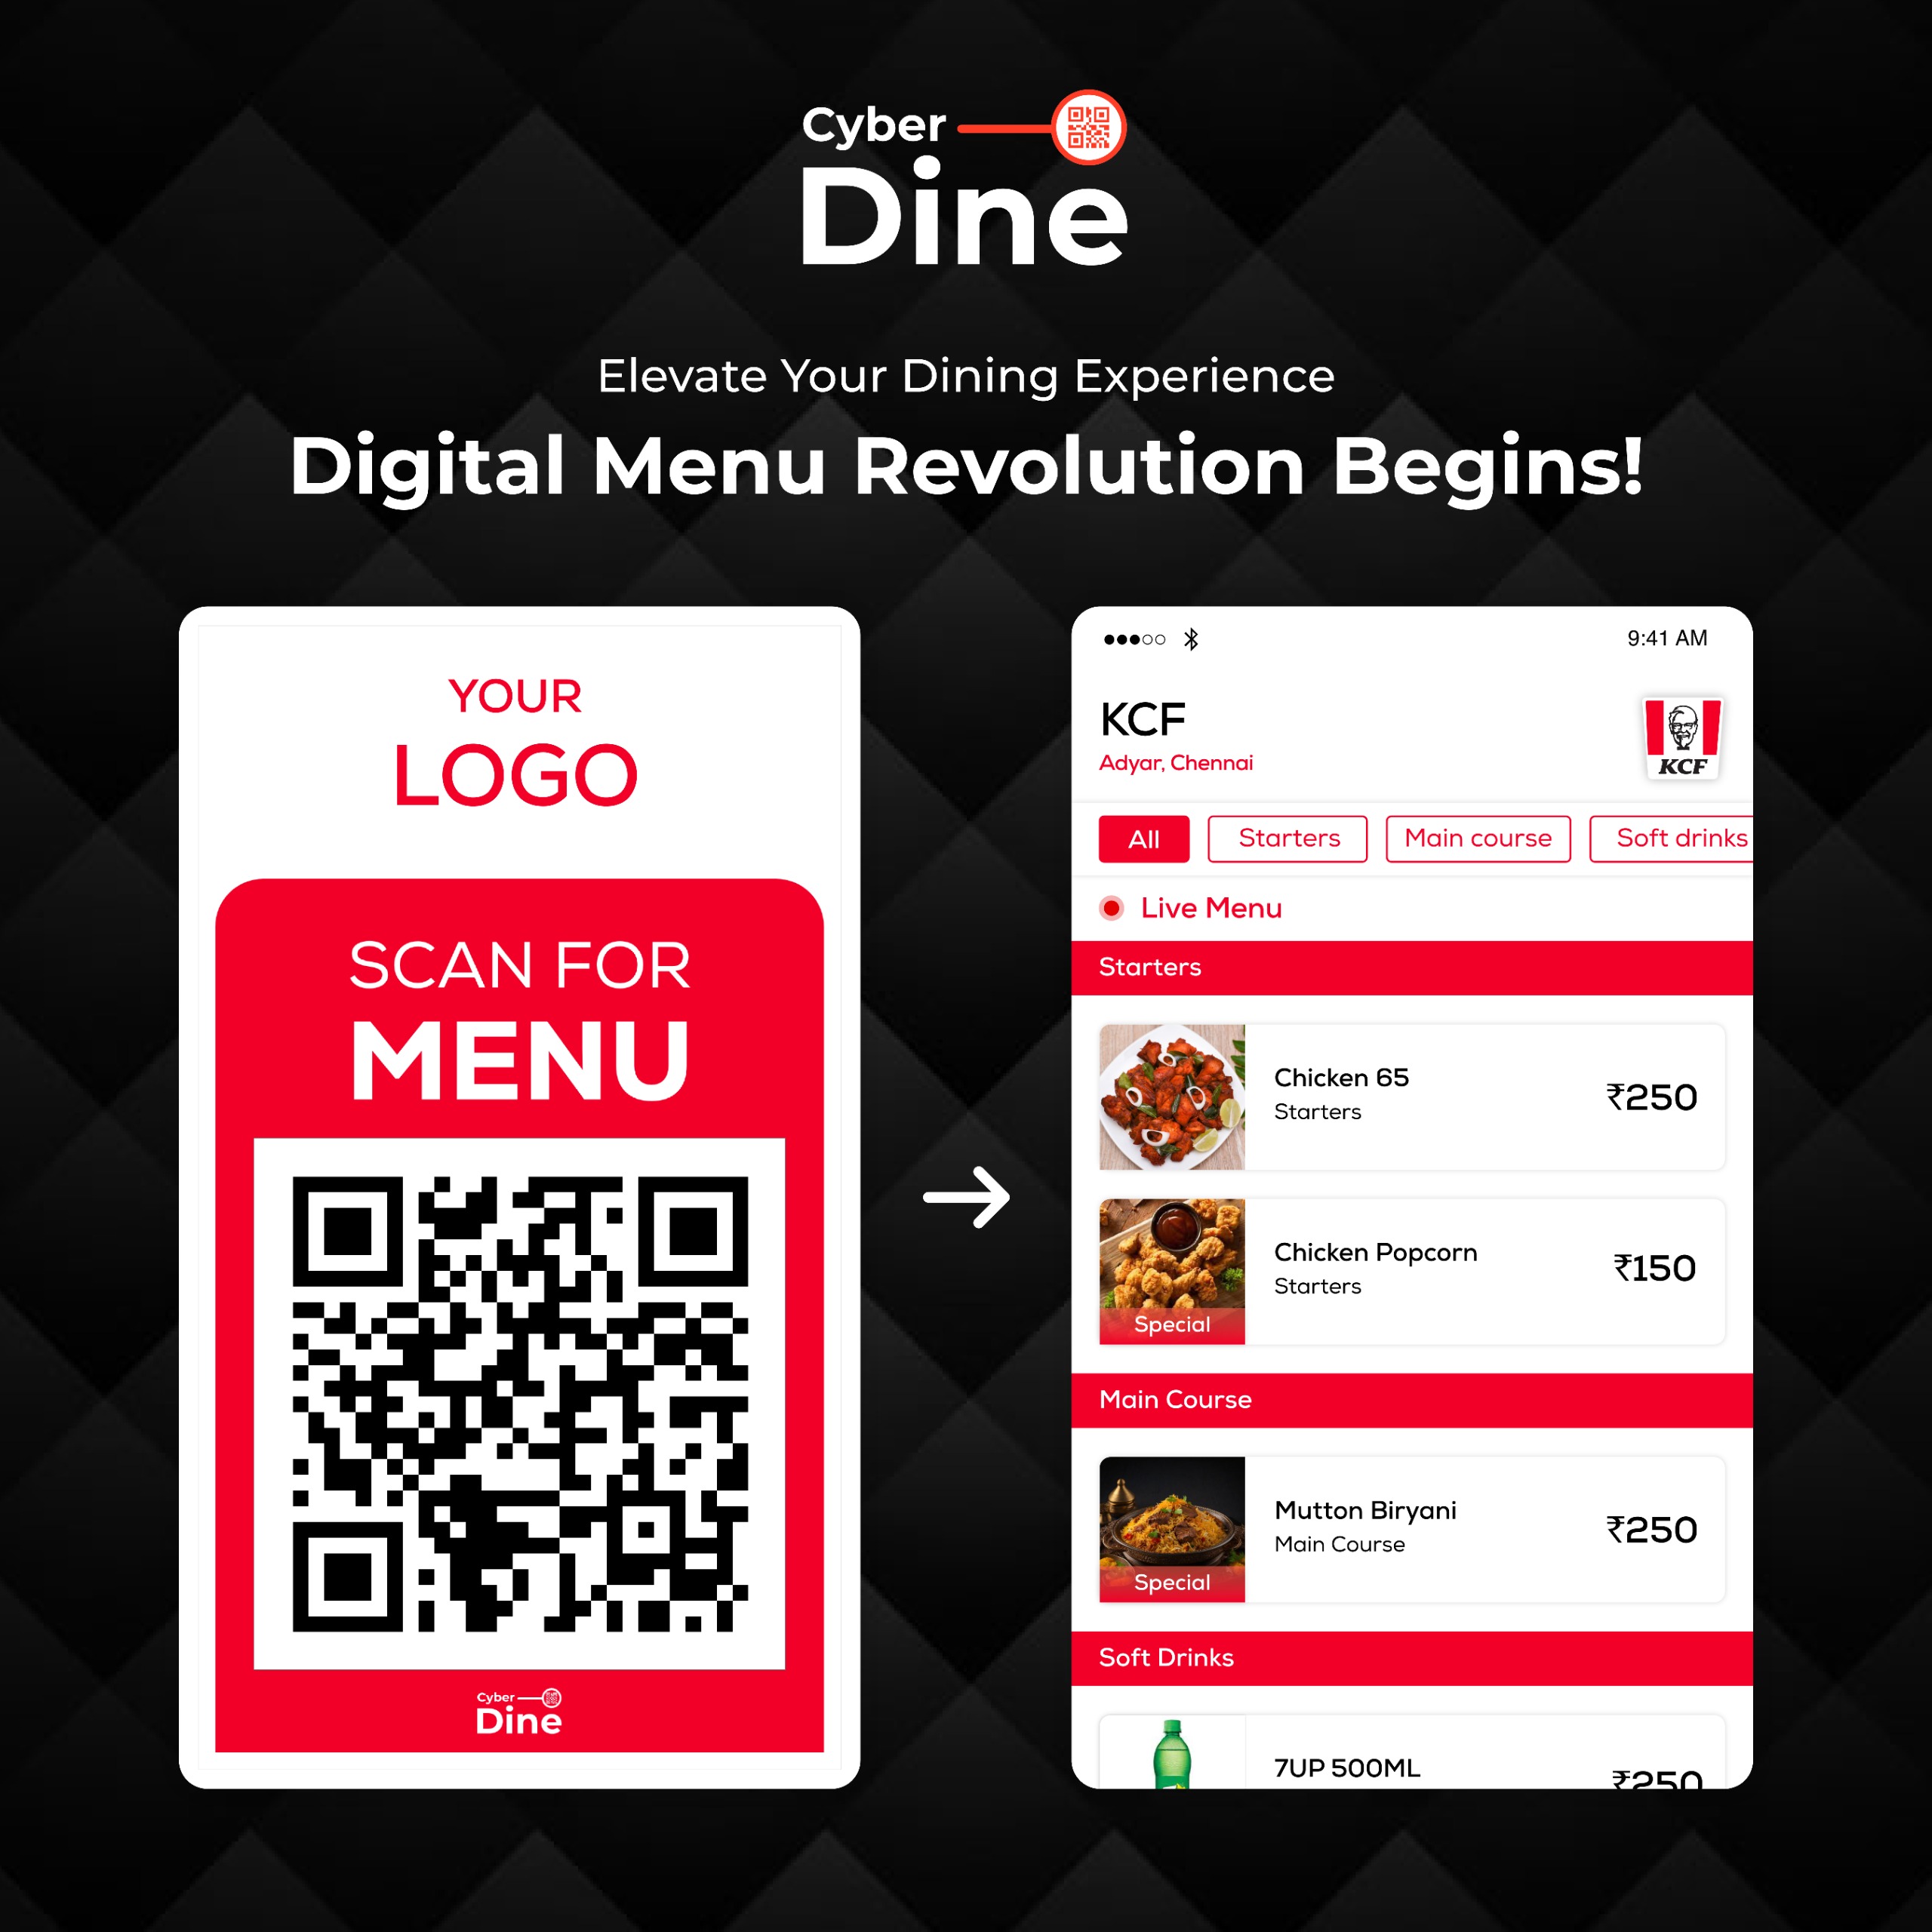 Cyber
Dine
Elevate Your Dining Experience
Digital Menu Revolution Begins!
YOUR
LOGO
SCAN FOR
MENU
Cyber
Dine
9:41 AM
KCF
Adyar, Chennai
KCF
All
Starters
Main course
Soft drinks
Live Menu
Starters
Chicken 65
Starters
₹250
Chicken Popcorn
Starters
₹150
Special
Main Course
Mutton Biryani
Main Course
₹250
Special
Soft Drinks
7UP 500ML
₹250